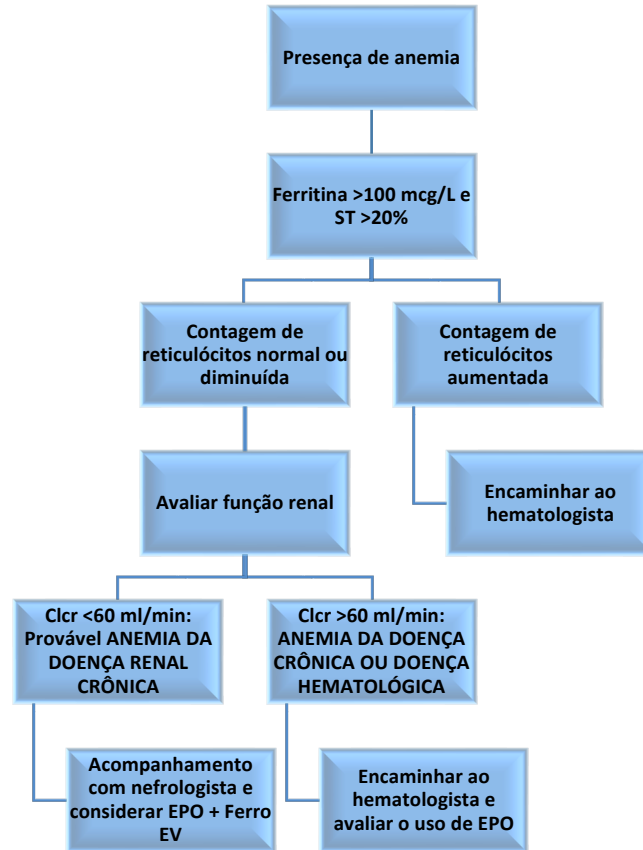 Presença de anemia
Ferritina >100 mcg/L e
ST >20%
Contagem de
reticulócitos normal ou
diminuída
Contagem de
reticulócitos
aumentada
Avaliar função renal
Encaminhar ao
hematologista
Clcr <60 ml/min:
Provável ANEMIA DA
DOENÇA RENAL
CRÔNICA
Clcr >60 ml/min:
ANEMIA DA DOENÇA
CRÔNICA OU DOENÇA
HEMATOLÓGICA
Acompanhamento
com nefrologista e
considerar EPO + Ferro
EV
Encaminhar ao
hematologista e
avaliar o uso de EPO